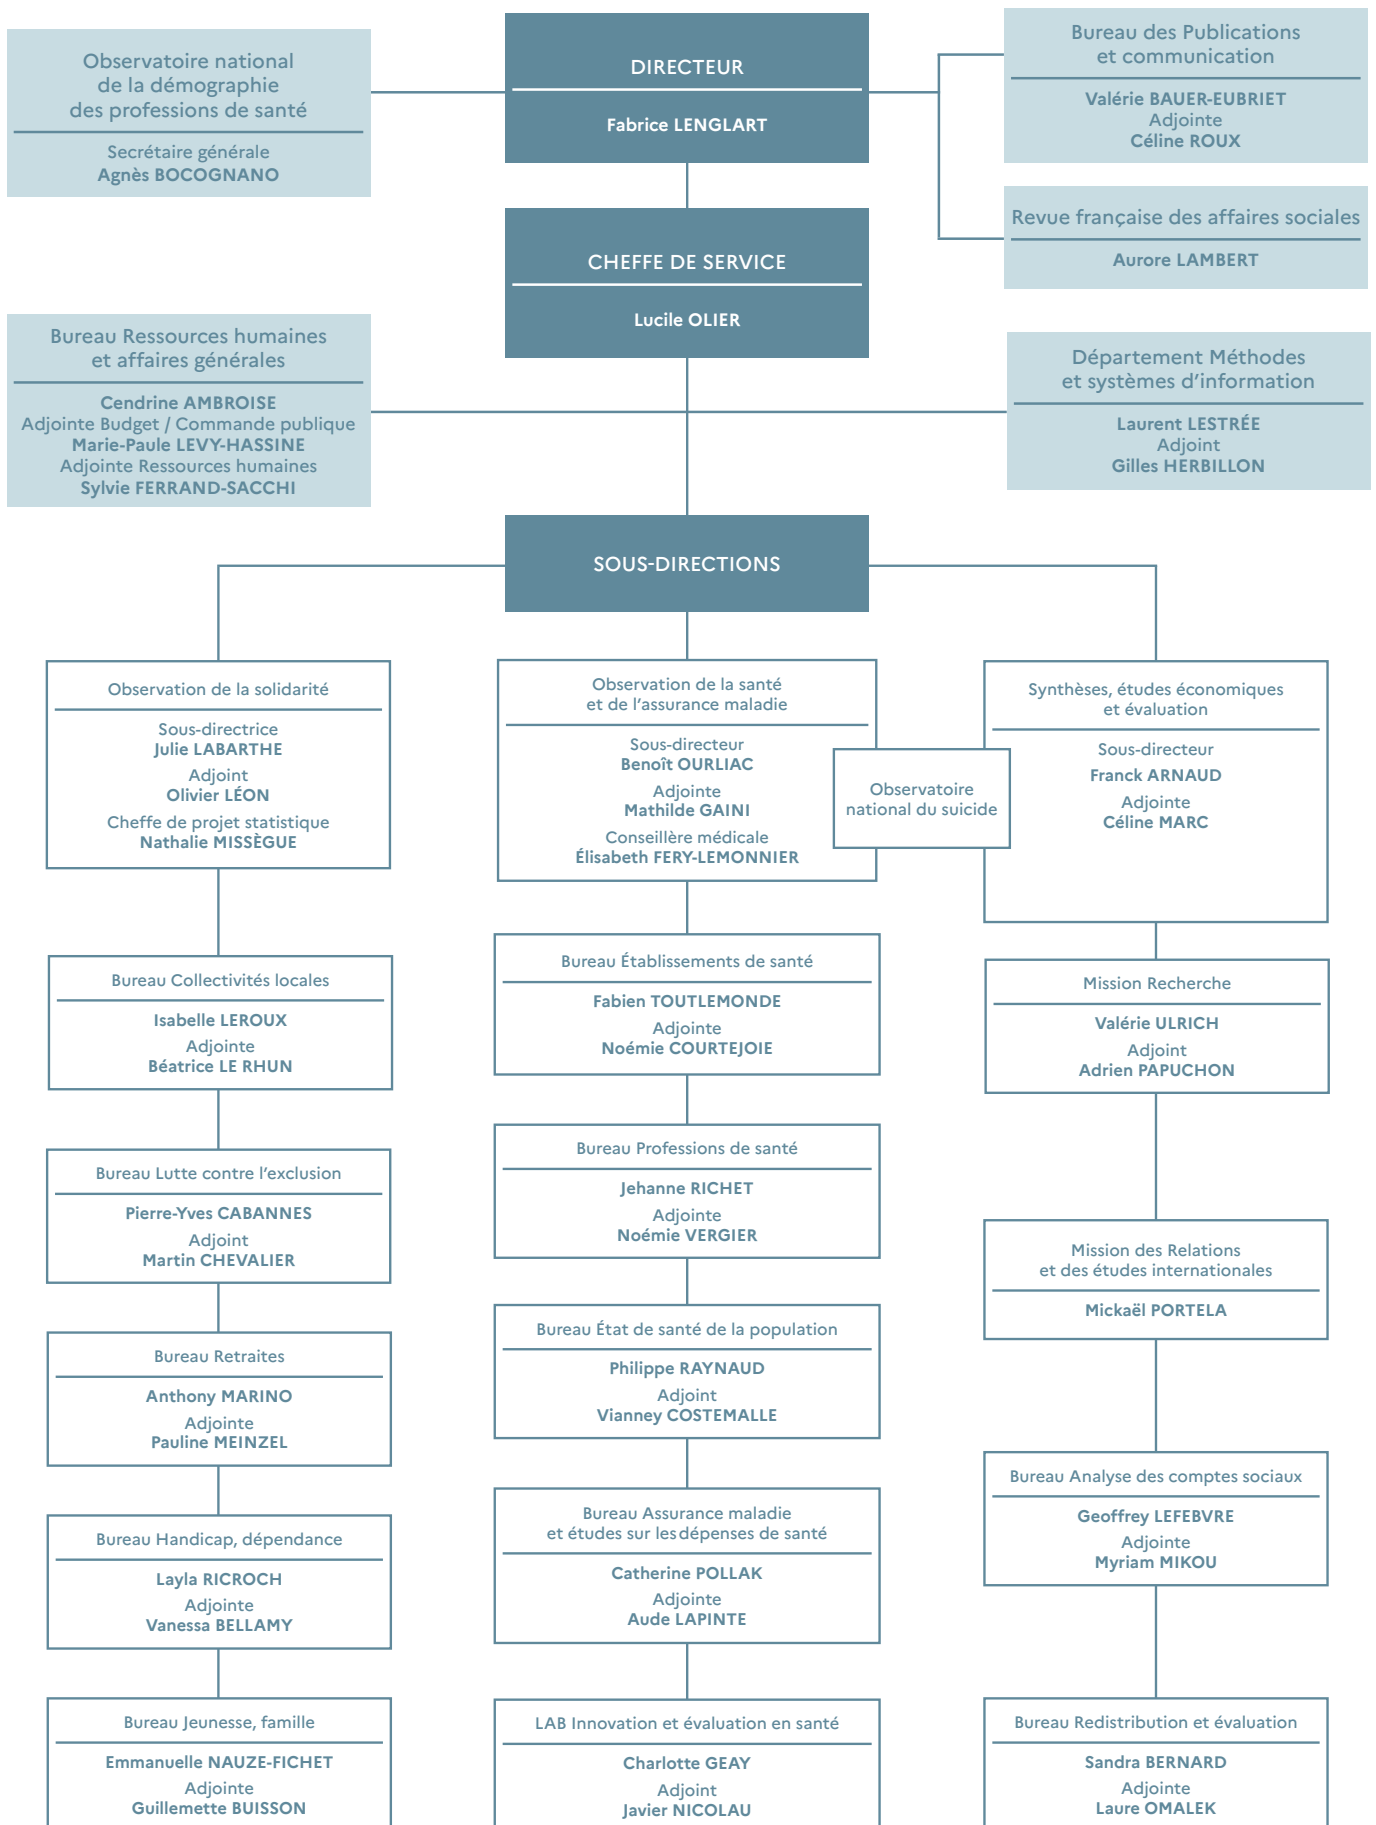 Observatoire national
de la démographie
des professions de santé
Secrétaire générale
Agnès BOCOGNANO
DIRECTEUR
Fabrice LENGLART
Bureau des Publications
et communication
Valérie BAUER-EUBRIET
Adjointe
Céline ROUX
Revue française des affaires sociales
Aurore LAMBERT
CHEFFE DE SERVICE
Lucile OLIER
Bureau Ressources humaines
et affaires générales
Cendrine AMBROISE
Adjointe Budget / Commande publique
Marie-Paule LEVY-HASSINE
Adjointe Ressources humaines
Sylvie FERRAND-SACCHI
Département Méthodes
et systèmes d’information
Laurent LESTRÉE
Adjoint
Gilles HERBILLON
SOUS-DIRECTIONS
Observation de la solidarité
Sous-directrice
Julie LABARTHE
Adjoint
Olivier LÉON
Cheffe de projet statistique
Nathalie MISSÈGUE
Bureau Collectivités locales
Isabelle LEROUX
Adjointe
Béatrice LE RHUN
Bureau Lutte contre l’exclusion
Pierre-Yves CABANNES
Adjoint
Martin CHEVALIER
Bureau Retraites
Anthony MARINO
Adjointe
Pauline MEINZEL
Bureau Handicap, dépendance
Layla RICROCH
Adjointe
Vanessa BELLAMY
Bureau Jeunesse, famille
Emmanuelle NAUZE-FICHET
Adjointe
Guillemette BUISSON
Observation de la santé
et de l’assurance maladie
Sous-directeur
Benoît OURLIAC
Adjointe
Mathilde GAINI
Conseillère médicale
Élisabeth FERY-LEMONNIER
Observatoire
national du suicide
Bureau Établissements de santé
Fabien TOUTLEMONDE
Adjointe
Noémie COURTEJOIE
Bureau Professions de santé
Jehanne RICHET
Adjointe
Noémie VERGIER
Bureau État de santé de la population
Philippe RAYNAUD
Adjoint
Vianney COSTEMALLE
Bureau Assurance maladie
et études sur les dépenses de santé
Catherine POLLAK
Adjointe
Aude LAPINTE
LAB Innovation et évaluation en santé
Charlotte GEAY
Adjoint
Javier NICOLAU
Synthèses, études économiques
et évaluation
Sous-directeur
Franck ARNAUD
Adjointe
Céline MARC
Mission Recherche
Valérie ULRICH
Adjoint
Adrien PAPUCHON
Mission des Relations
et des études internationales
Mickaël PORTELA
Bureau Analyse des comptes sociaux
Geoffrey LEFEBVRE
Adjointe
Myriam MIKOU
Bureau Redistribution et évaluation
Sandra BERNARD
Adjointe
Laure OMALEK